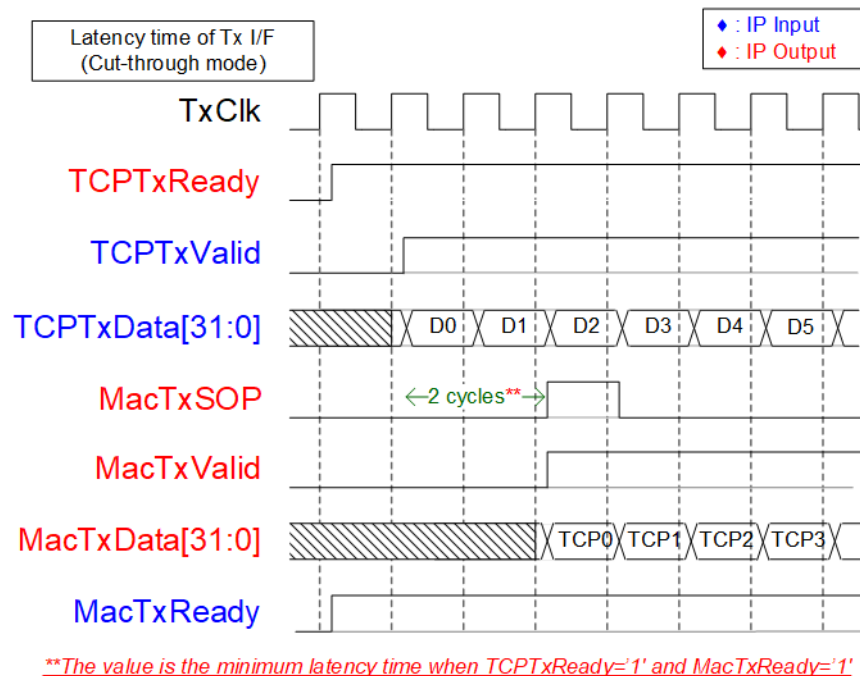 Latency time of Tx I/F
(Cut-through mode)
♦ : IP Input
♦ : IP Output
TxClk
TCPTxReady
TCPTxValid
TCPTxData[31:0]
D0 D1 D2 D3 D4 D5
MacTxSOP
2 cycles**
MacTxValid
MacTxData[31:0]
TCP0 TCP1 TCP2 TCP3
MacTxReady
**The value is the minimum latency time when TCPTxReady='1' and MacTxReady='1'